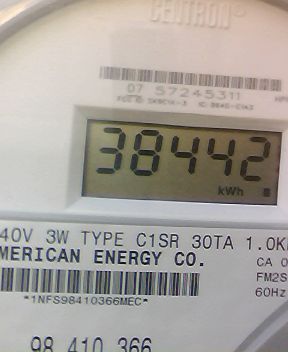 CENTRON®
07 57245311
38442
kWh
40V 3W TYPE C1SR 30TA 1.0K
MERICAN ENERGY CO.
CA 0
FM2S
60Hz
*1NFS98410366MEC*
98 410 366